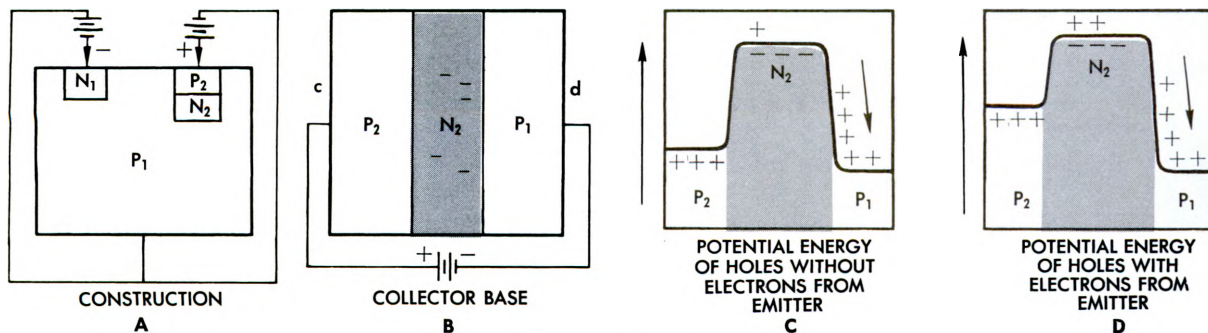 − +
N₁ P₂
N₂
P₁
CONSTRUCTION
A
c d
P₂ N₂ P₁
+ −
COLLECTOR BASE
B
+
− − −
N₂
+
+
+
+ + + + +
P₂ P₁
POTENTIAL ENERGY
OF HOLES WITHOUT
ELECTRONS FROM
EMITTER
C
+ +
− − −
N₂
+
+ + + +
+
+ +
P₂ P₁
POTENTIAL ENERGY
OF HOLES WITH
ELECTRONS FROM
EMITTER
D